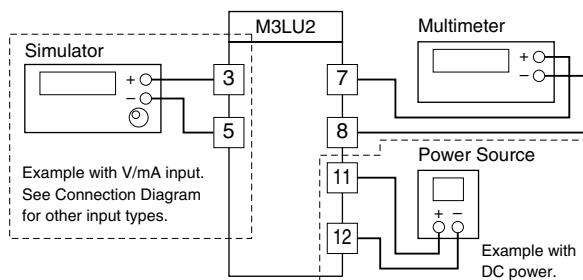 M3LU2
Simulator
+
−
3
5
Example with V/mA input.
See Connection Diagram
for other input types.
Multimeter
+
−
7
8
11
12
Power Source
+ −
Example with
DC power.